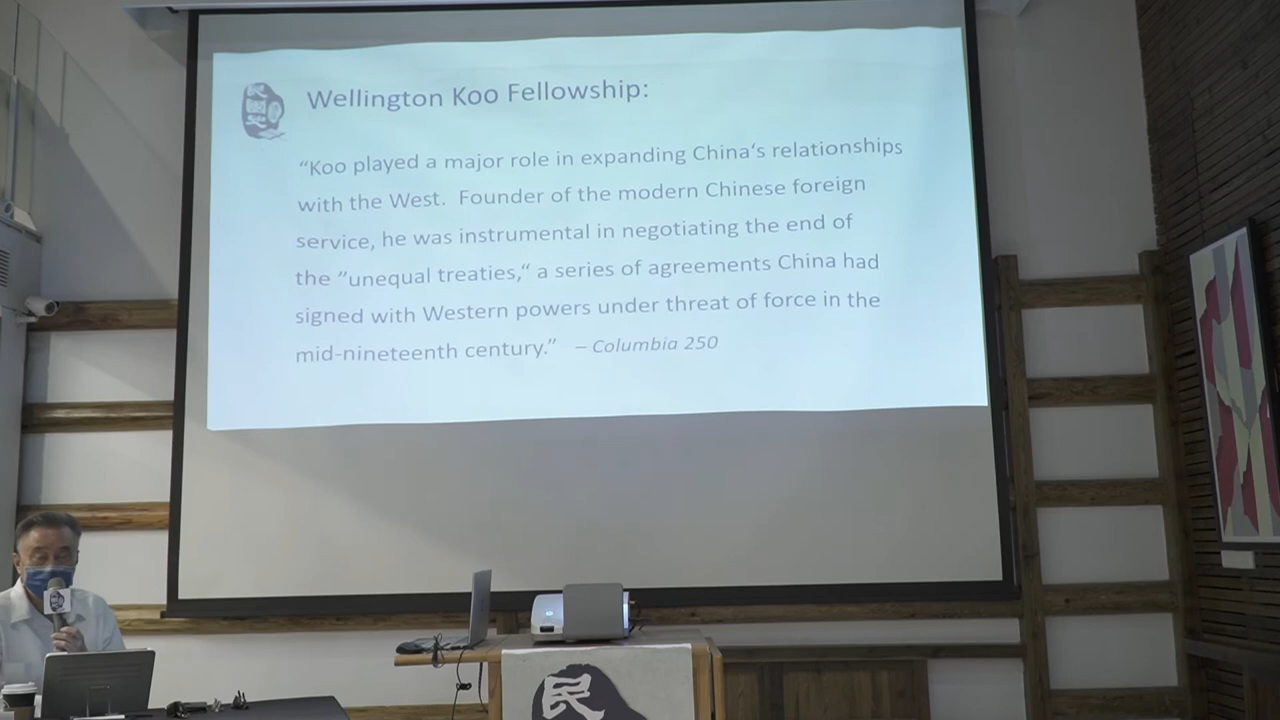 Wellington Koo Fellowship:
“Koo played a major role in expanding China‘s relationships
with the West.  Founder of the modern Chinese foreign
service, he was instrumental in negotiating the end of
the ”unequal treaties,“ a series of agreements China had
signed with Western powers under threat of force in the
mid-nineteenth century.”   – Columbia 250
民